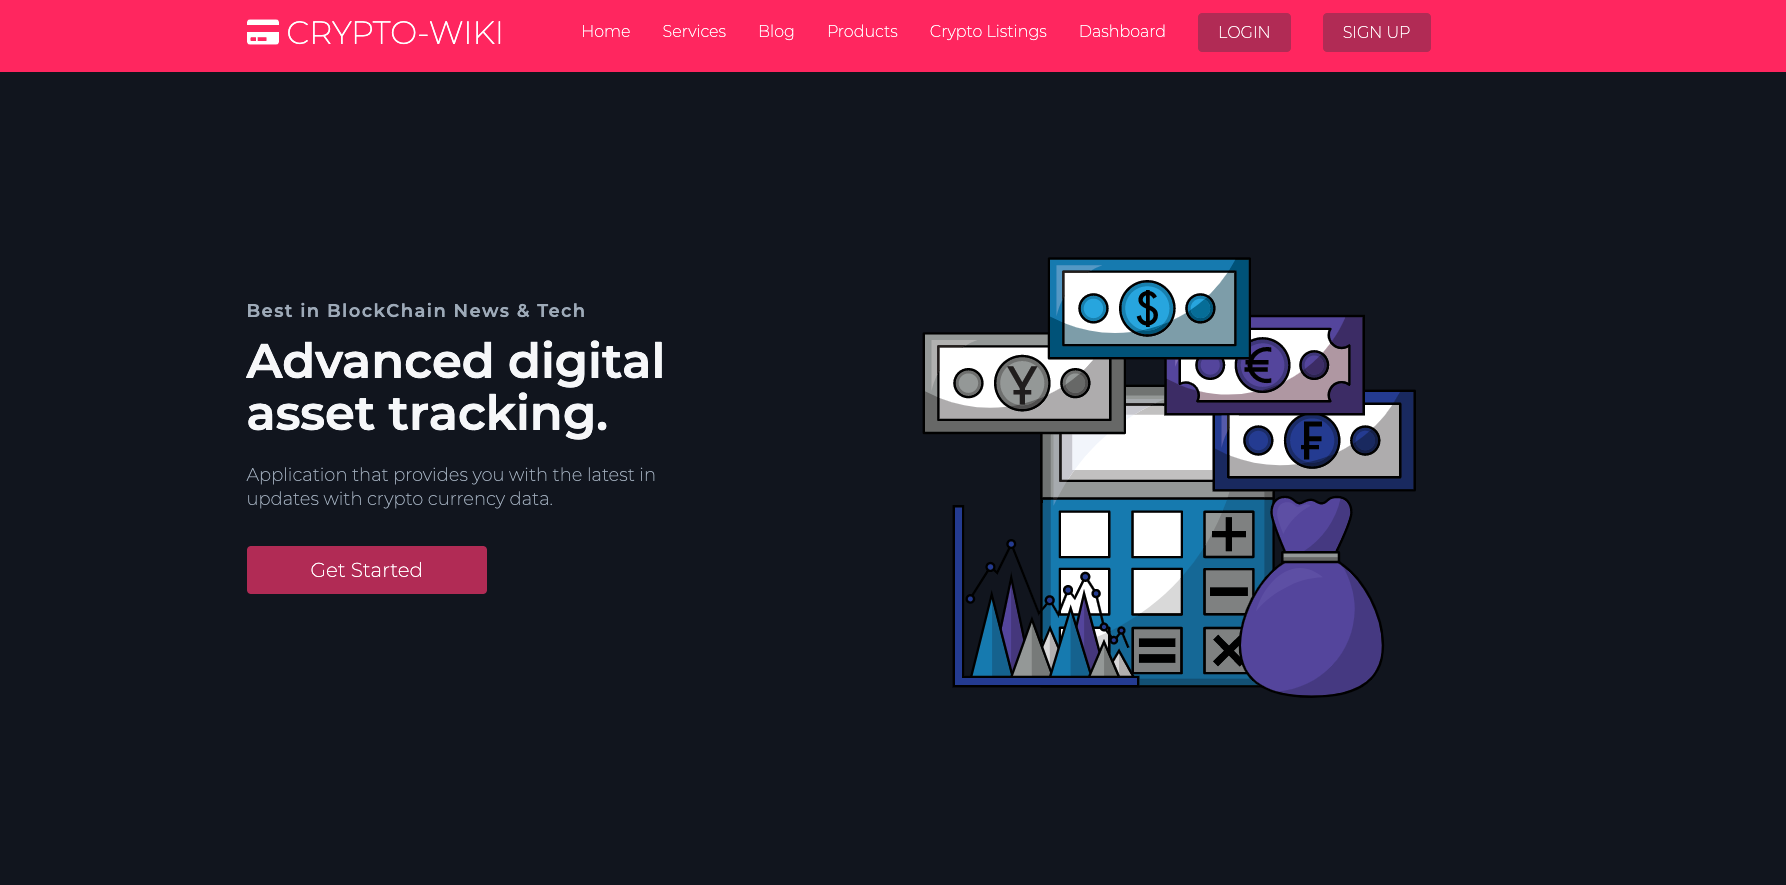 CRYPTO-WIKI
Home Services Blog Products Crypto Listings Dashboard LOGIN SIGN UP
Best in BlockChain News & Tech
Advanced digital
asset tracking.
Application that provides you with the latest in
updates with crypto currency data.
Get Started
$
¥
€
₣
+
−
=
×